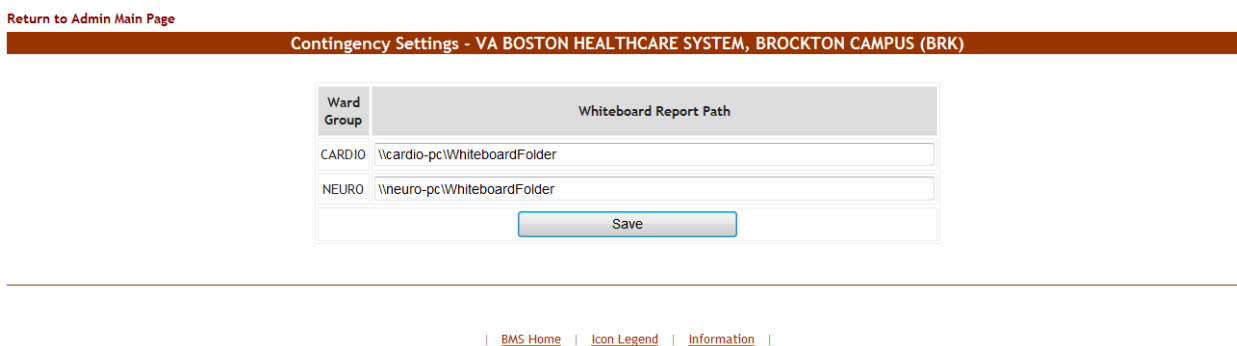 Return to Admin Main Page
Contingency Settings - VA BOSTON HEALTHCARE SYSTEM, BROCKTON CAMPUS (BRK)
Ward
Group
Whiteboard Report Path
CARDIO \\cardio-pc\WhiteboardFolder
NEURO \\neuro-pc\WhiteboardFolder
Save
| BMS Home | Icon Legend | Information |